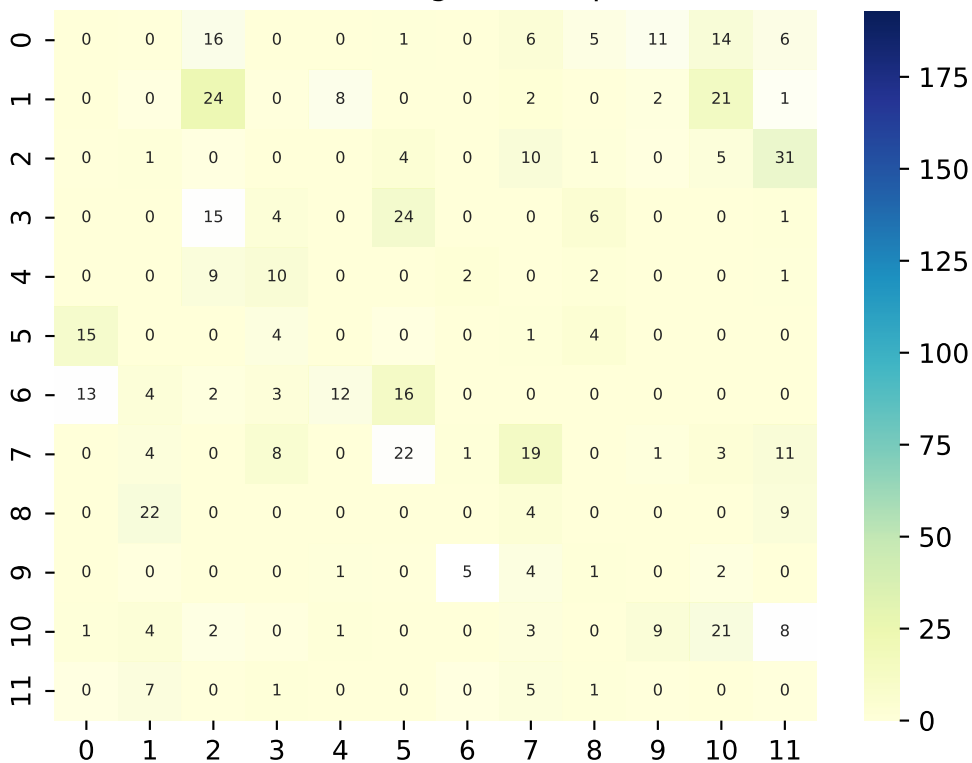 0 0 0 16 0 0 1 0 6 5 11 14 6
1 0 0 24 0 8 0 0 2 0 2 21 1
2 0 1 0 0 0 4 0 10 1 0 5 31
3 0 0 15 4 0 24 0 0 6 0 0 1
4 0 0 9 10 0 0 2 0 2 0 0 1
5 15 0 0 4 0 0 0 1 4 0 0 0
6 13 4 2 3 12 16 0 0 0 0 0 0
7 0 4 0 8 0 22 1 19 0 1 3 11
8 0 22 0 0 0 0 0 4 0 0 0 9
9 0 0 0 0 1 0 5 4 1 0 2 0
10 1 4 2 0 1 0 0 3 0 9 21 8
11 0 7 0 1 0 0 0 5 1 0 0 0
0 1 2 3 4 5 6 7 8 9 10 11
175
150
125
100
75
50
25
0